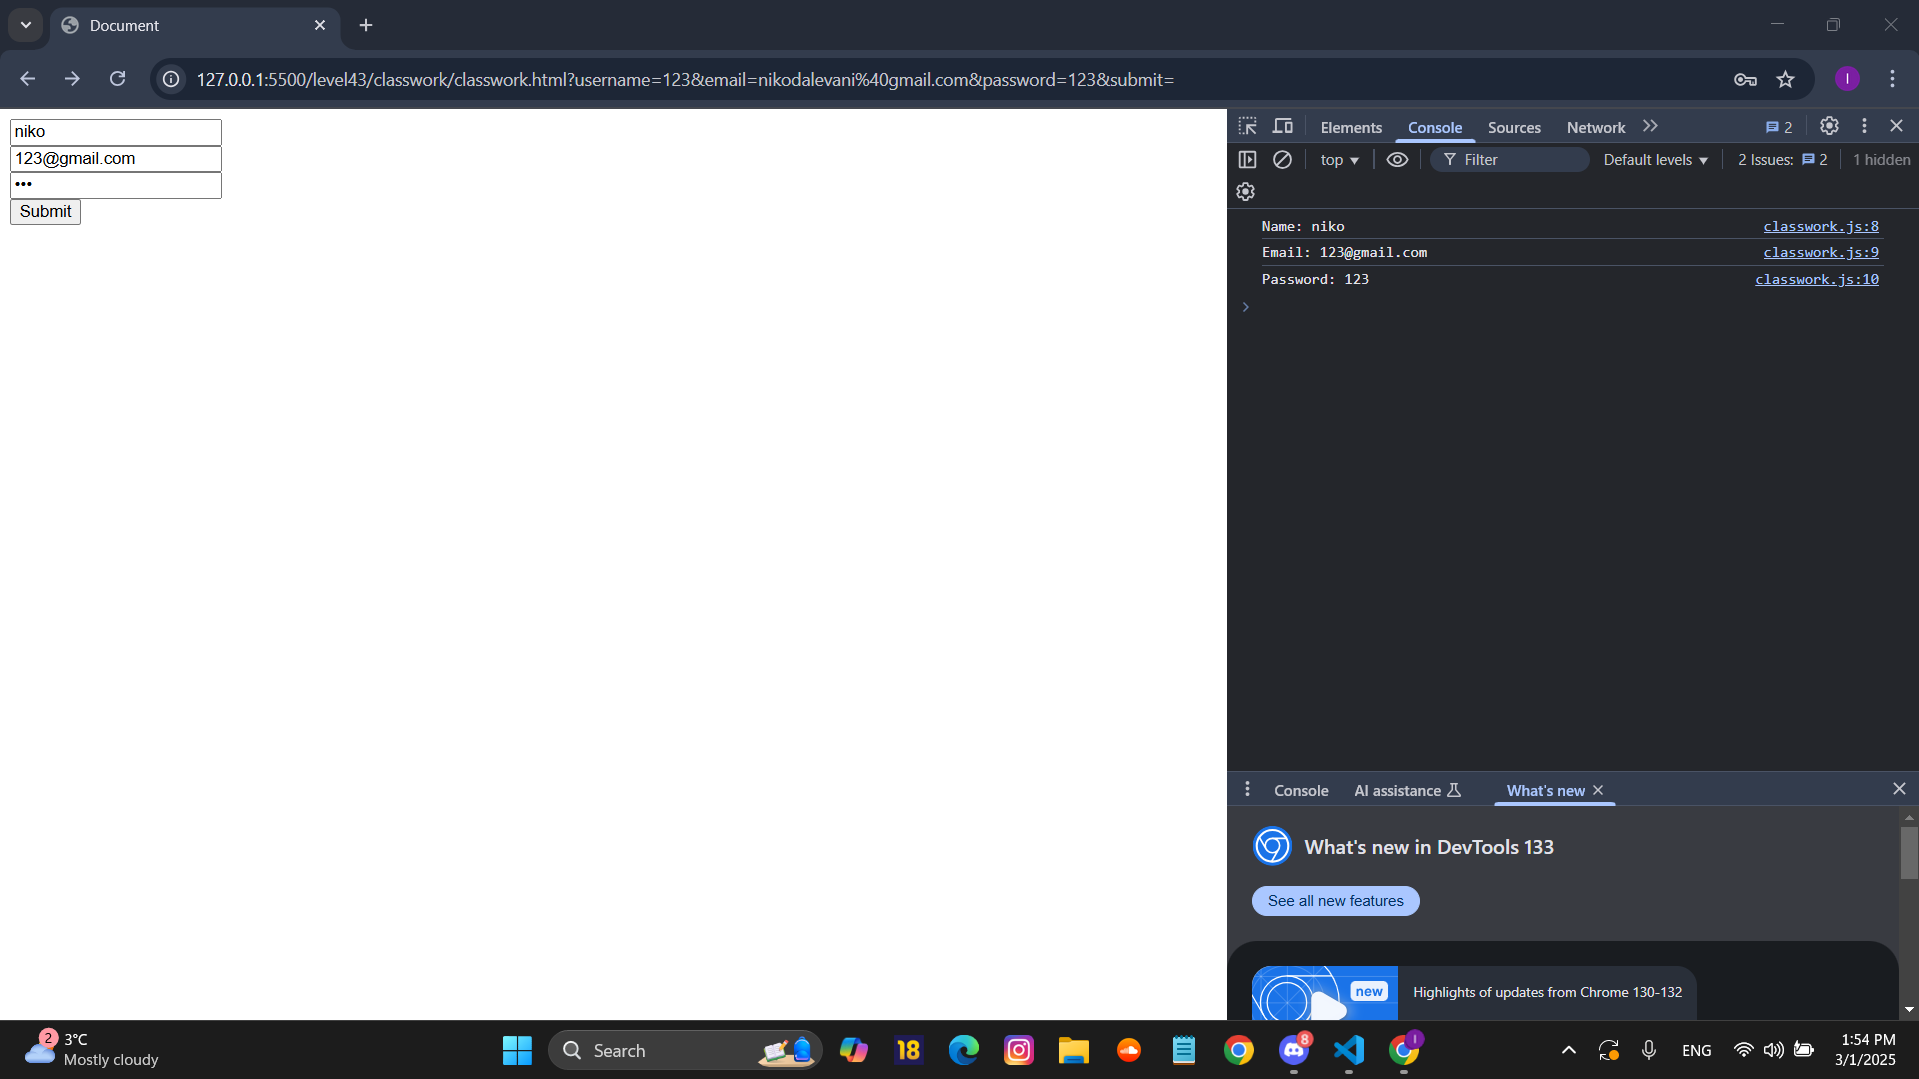 Document
127.0.0.1:5500/level43/classwork/classwork.html?username=123&email=nikodalevani%40gmail.com&password=123&submit=
I
niko
123@gmail.com
•••
Submit
Elements Console Sources Network 2
top Filter Default levels 2 Issues: 2 1 hidden
Name: niko classwork.js:8
Email: 123@gmail.com classwork.js:9
Password: 123 classwork.js:10
Console AI assistance What's new
What's new in DevTools 133
See all new features
new
Highlights of updates from Chrome 130-132
2
3°C
Mostly cloudy
Search
18
8
I
ENG
1:54 PM
3/1/2025